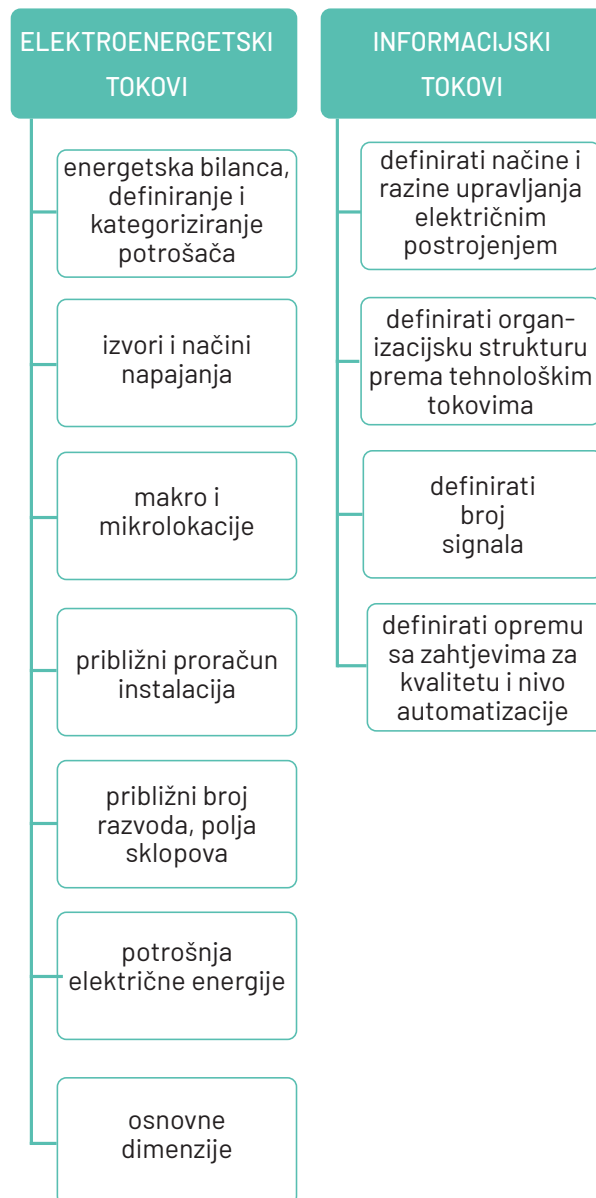 ELEKTROENERGETSKI
TOKOVI
energetska bilanca,
definiranje i
kategoriziranje
potrošača
izvori i načini
napajanja
makro i
mikrolokacije
približni proračun
instalacija
približni broj
razvoda, polja
sklopova
potrošnja
električne energije
osnovne
dimenzije
INFORMACIJSKI
TOKOVI
definirati načine i
razine upravljanja
električnim
postrojenjem
definirati organ-
izacijsku strukturu
prema tehnološkim
tokovima
definirati
broj
signala
definirati opremu
sa zahtjevima za
kvalitetu i nivo
automatizacije